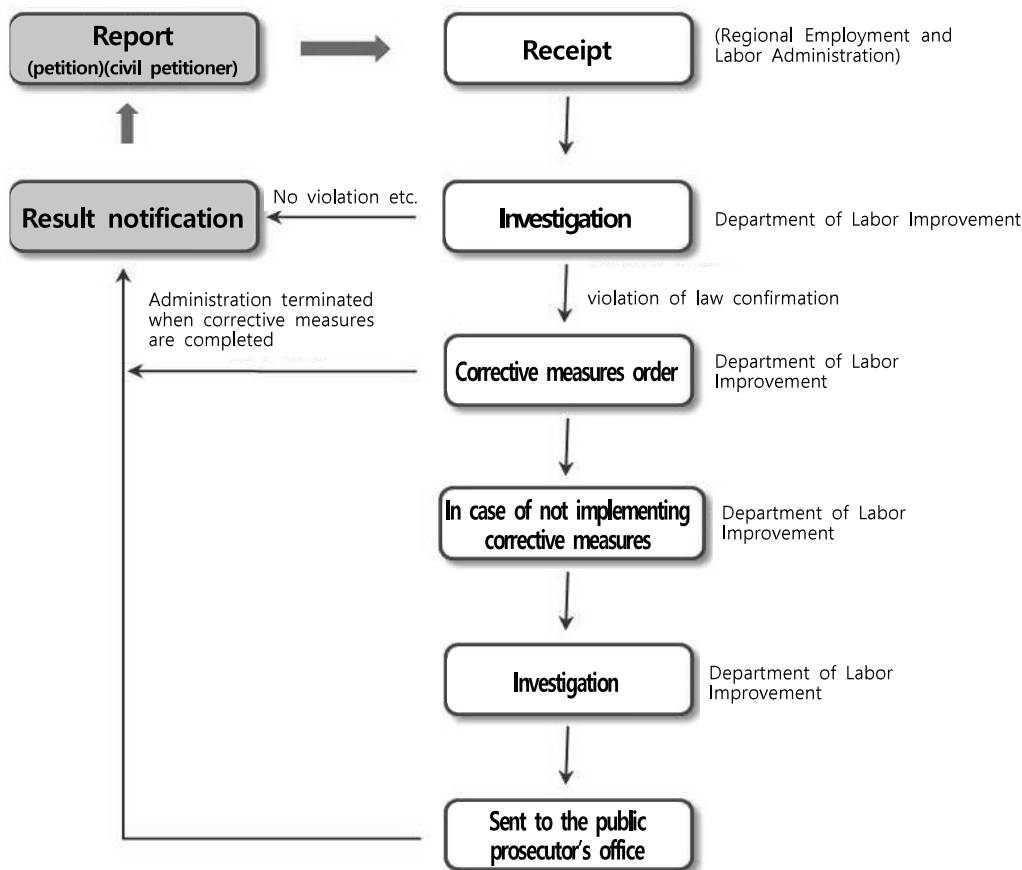 Report
(petition)(civil petitioner)
Receipt
(Regional Employment and
Labor Administration)
Result notification
No violation etc.
Investigation
Department of Labor Improvement
violation of law confirmation
Administration terminated
when corrective measures
are completed
Corrective measures order
Department of Labor
Improvement
In case of not implementing
corrective measures
Department of Labor
Improvement
Investigation
Department of Labor
Improvement
Sent to the public
prosecutor's office